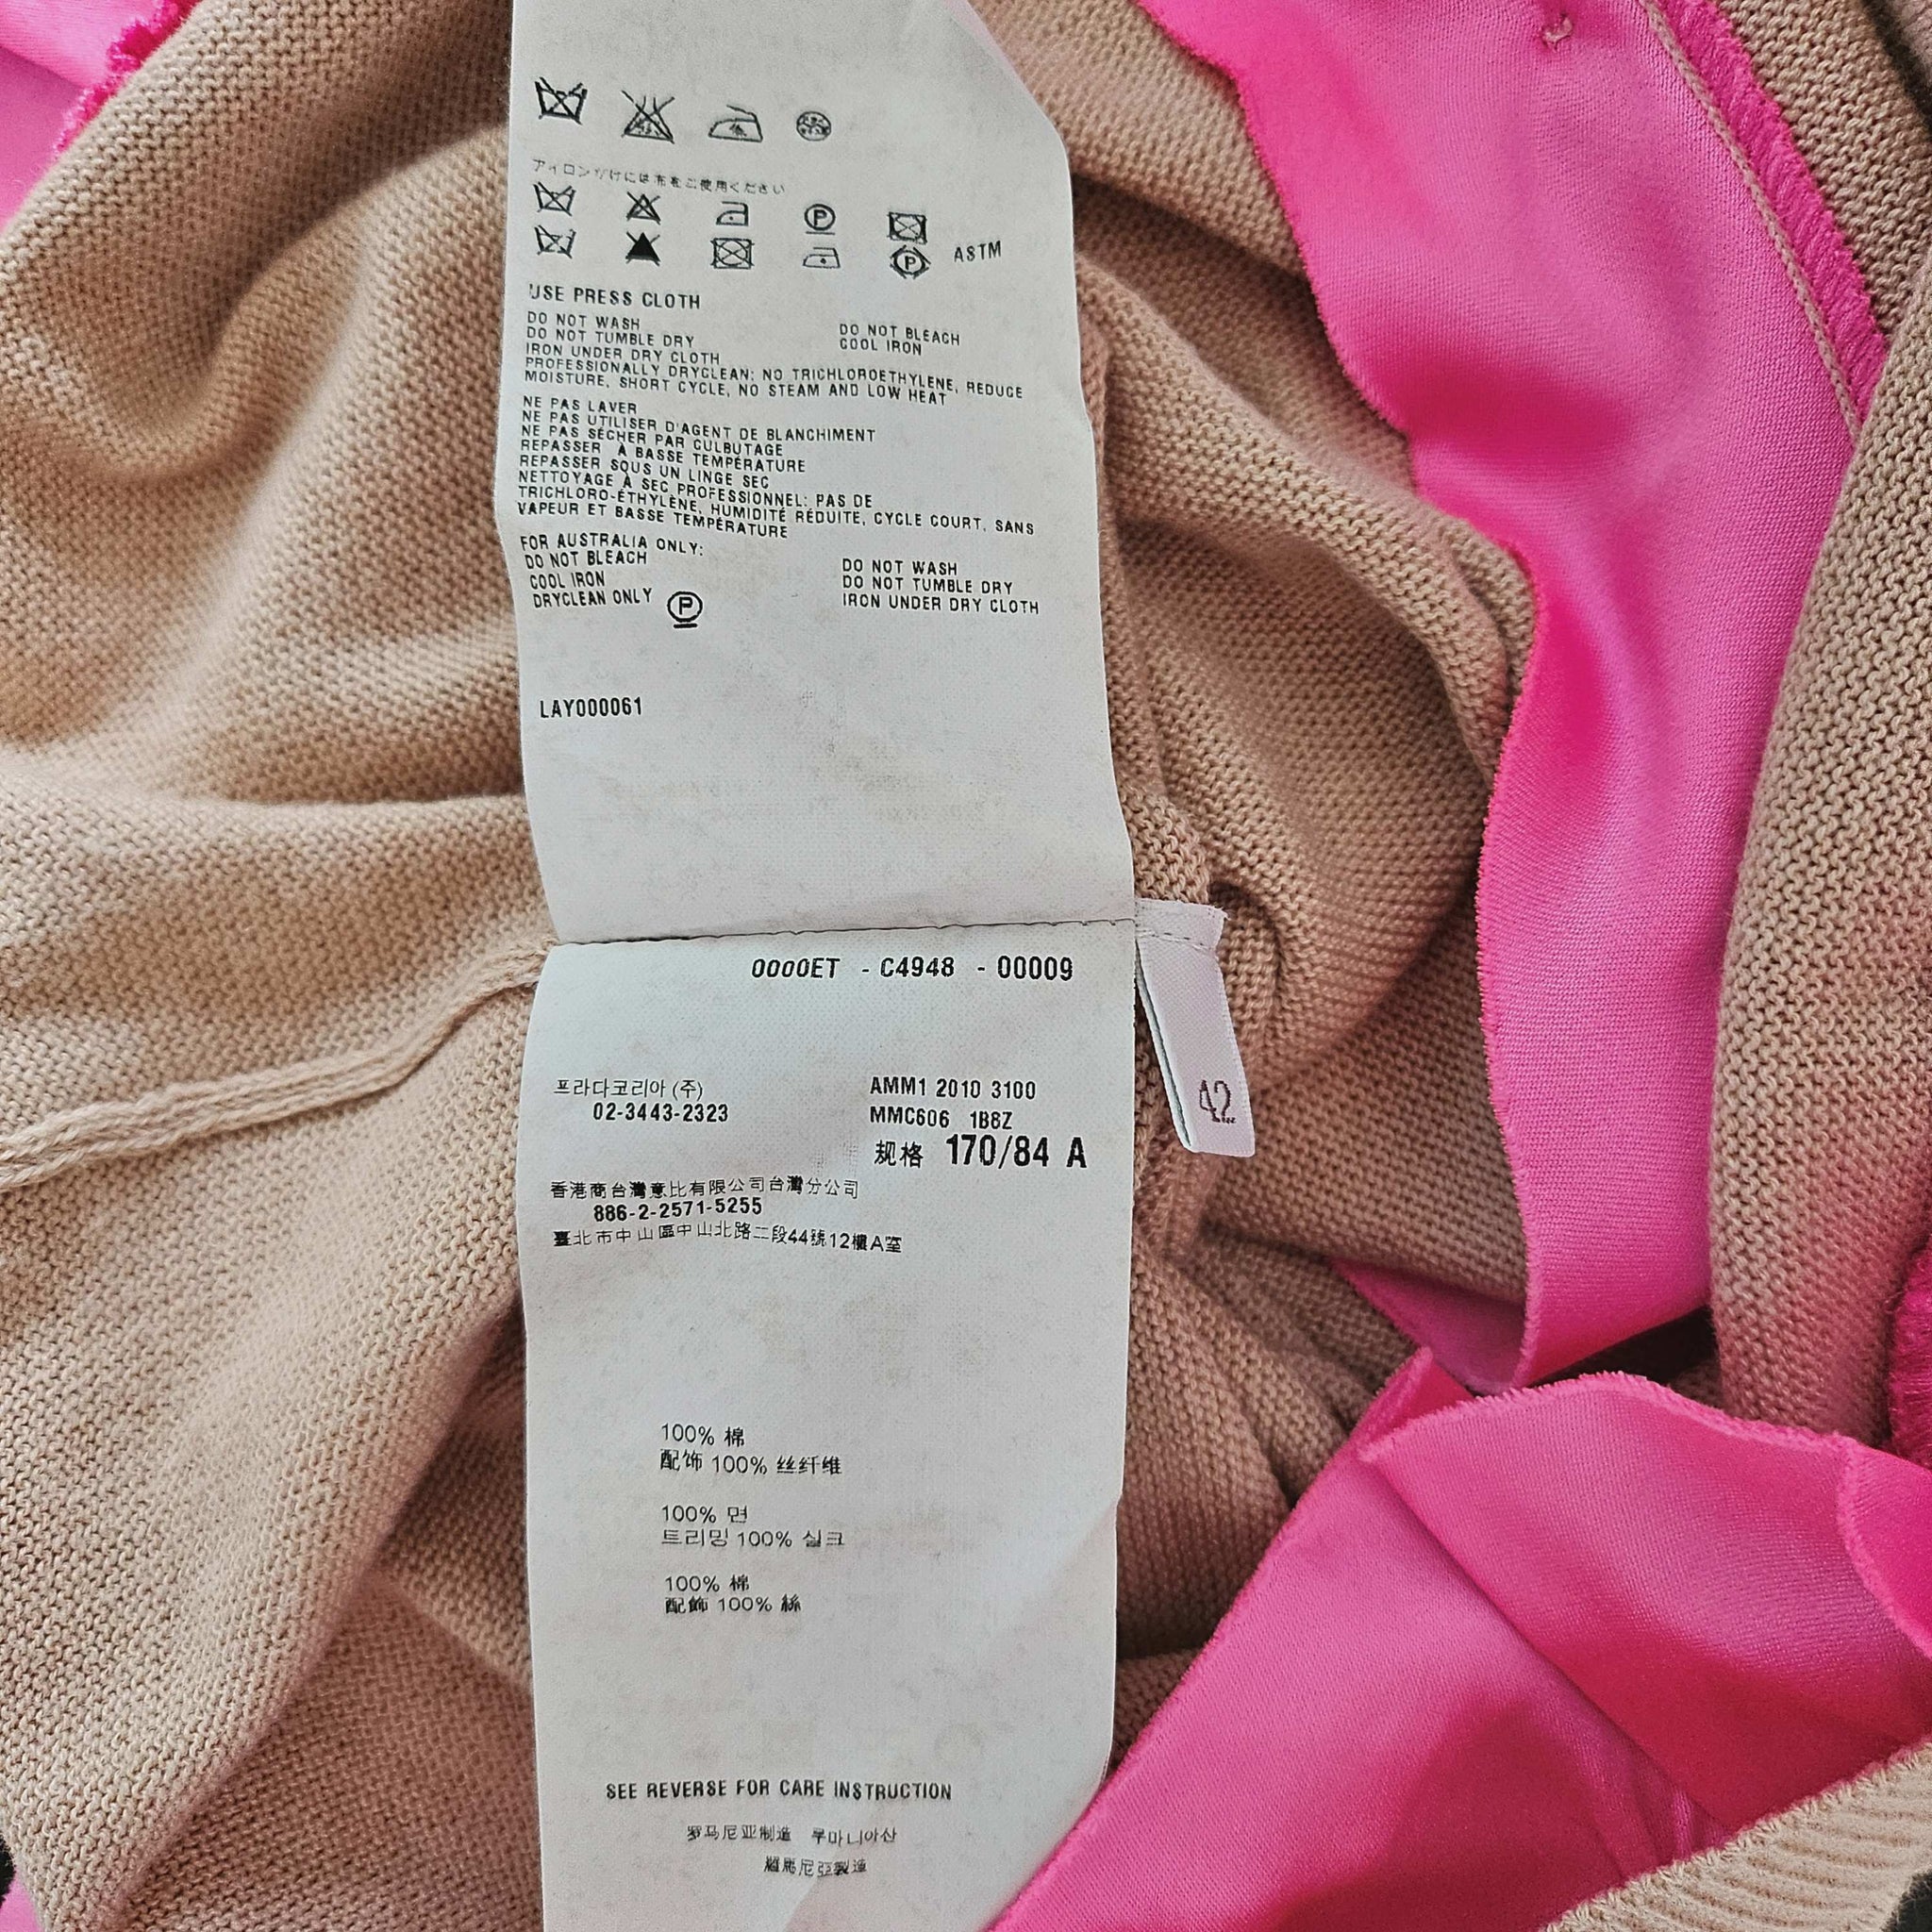 アイロンがけには布をご使用ください
ASTM
USE PRESS CLOTH
DO NOT WASH DO NOT BLEACH
DO NOT TUMBLE DRY COOL IRON
IRON UNDER DRY CLOTH
PROFESSIONALLY DRYCLEAN; NO TRICHLOROETHYLENE, REDUCE
MOISTURE, SHORT CYCLE, NO STEAM AND LOW HEAT
NE PAS LAVER
NE PAS UTILISER D'AGENT DE BLANCHIMENT
NE PAS SÉCHER PAR CULBUTAGE
REPASSER À BASSE TEMPÉRATURE
REPASSER SOUS UN LINGE SEC
NETTOYAGE À SEC PROFESSIONNEL: PAS DE
TRICHLORO-ÉTHYLÈNE, HUMIDITÉ RÉDUITE, CYCLE COURT, SANS
VAPEUR ET BASSE TEMPÉRATURE
FOR AUSTRALIA ONLY:
DO NOT BLEACH DO NOT WASH
COOL IRON DO NOT TUMBLE DRY
DRYCLEAN ONLY P IRON UNDER DRY CLOTH
LAY000061
0000ET - C4948 - 00009
프라다코리아 (주) AMM1 2010 3100
02-3443-2323 MMC606 1B8Z
规格 170/84 A
42
香港商台灣意比有限公司台灣分公司
886-2-2571-5255
臺北市中山區中山北路二段44號12樓A室
100% 棉
配饰 100% 丝纤维
100% 면
트리밍 100% 실크
100% 棉
配飾 100% 絲
SEE REVERSE FOR CARE INSTRUCTION
罗马尼亚制造 루마니아산
羅馬尼亞製造